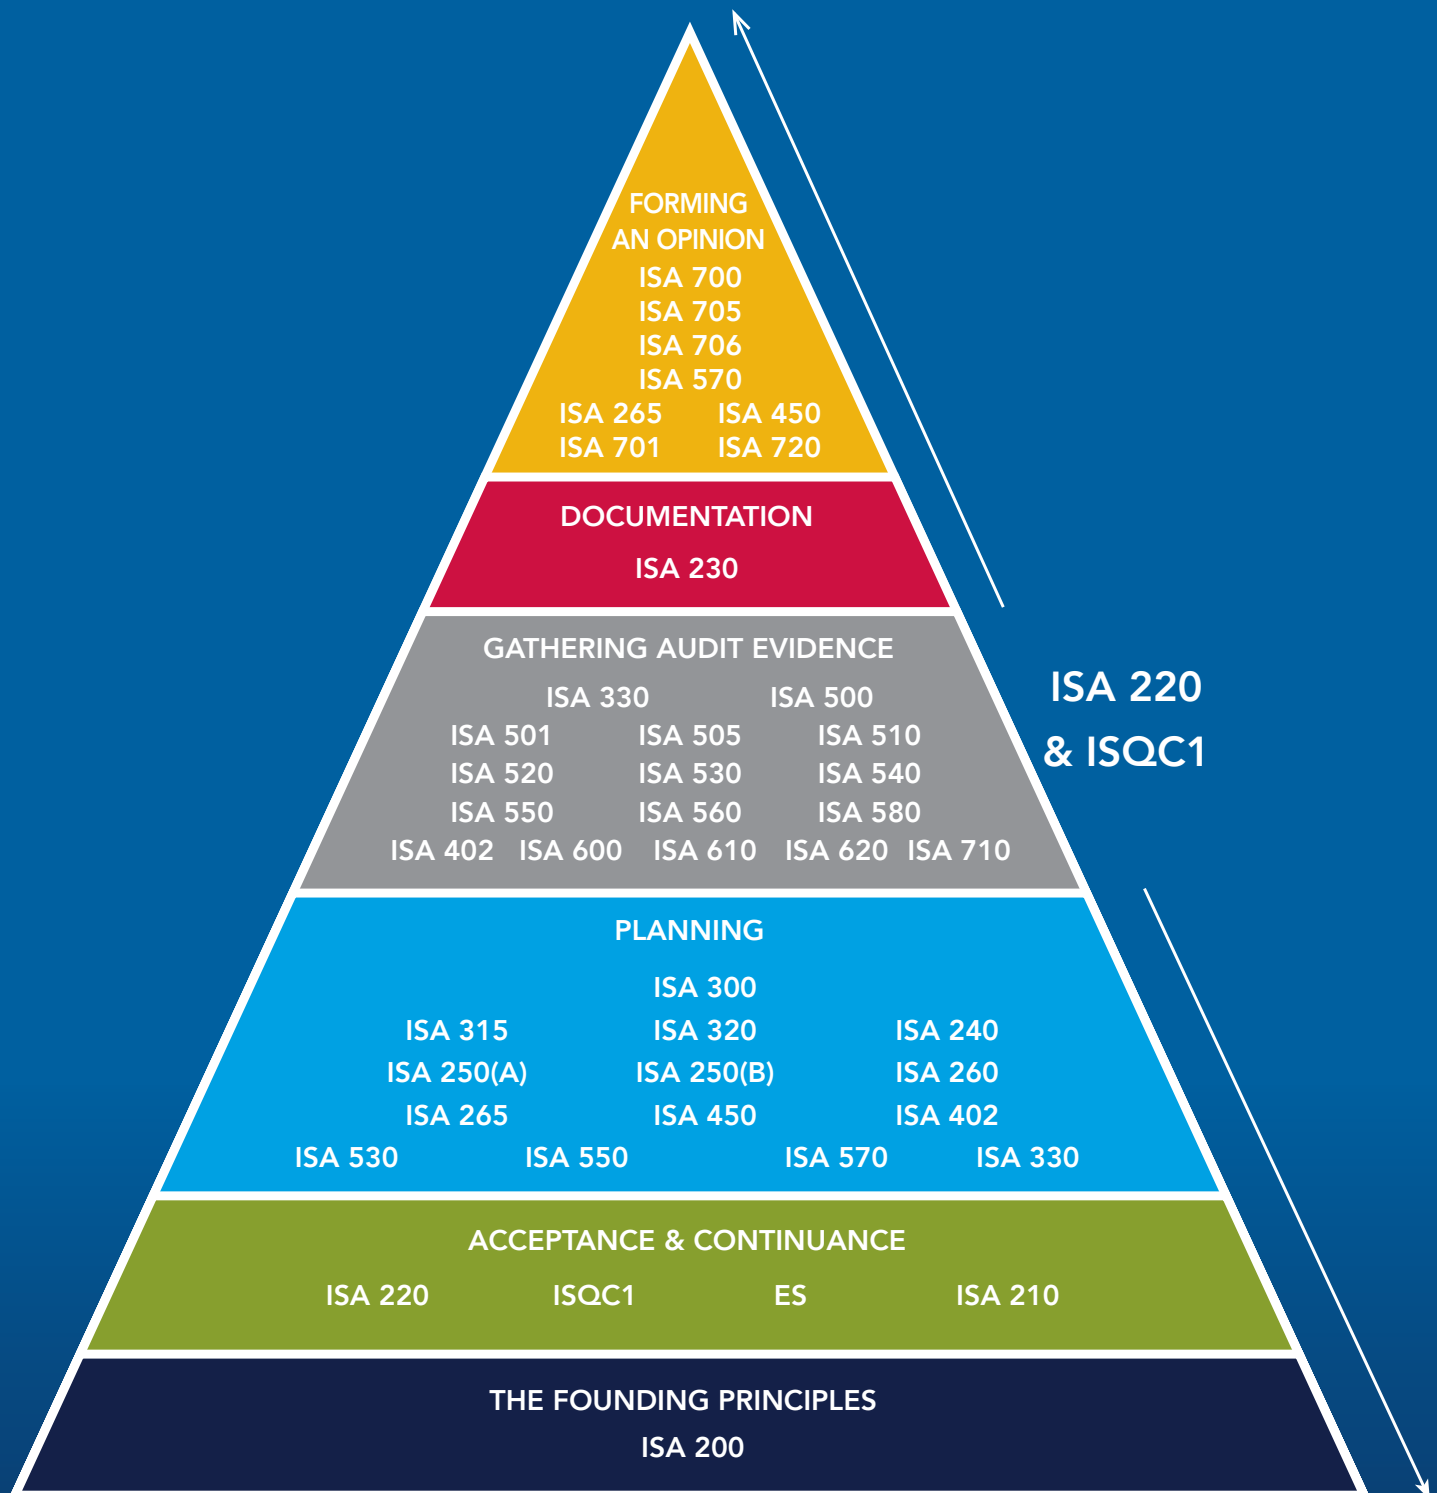 FORMING
AN OPINION
ISA 700
ISA 705
ISA 706
ISA 570
ISA 265 ISA 450
ISA 701 ISA 720
DOCUMENTATION
ISA 230
GATHERING AUDIT EVIDENCE
ISA 330 ISA 500
ISA 501 ISA 505 ISA 510
ISA 520 ISA 530 ISA 540
ISA 550 ISA 560 ISA 580
ISA 402 ISA 600 ISA 610 ISA 620 ISA 710
ISA 220
& ISQC1
PLANNING
ISA 300
ISA 315 ISA 320 ISA 240
ISA 250(A) ISA 250(B) ISA 260
ISA 265 ISA 450 ISA 402
ISA 530 ISA 550 ISA 570 ISA 330
ACCEPTANCE & CONTINUANCE
ISA 220 ISQC1 ES ISA 210
THE FOUNDING PRINCIPLES
ISA 200